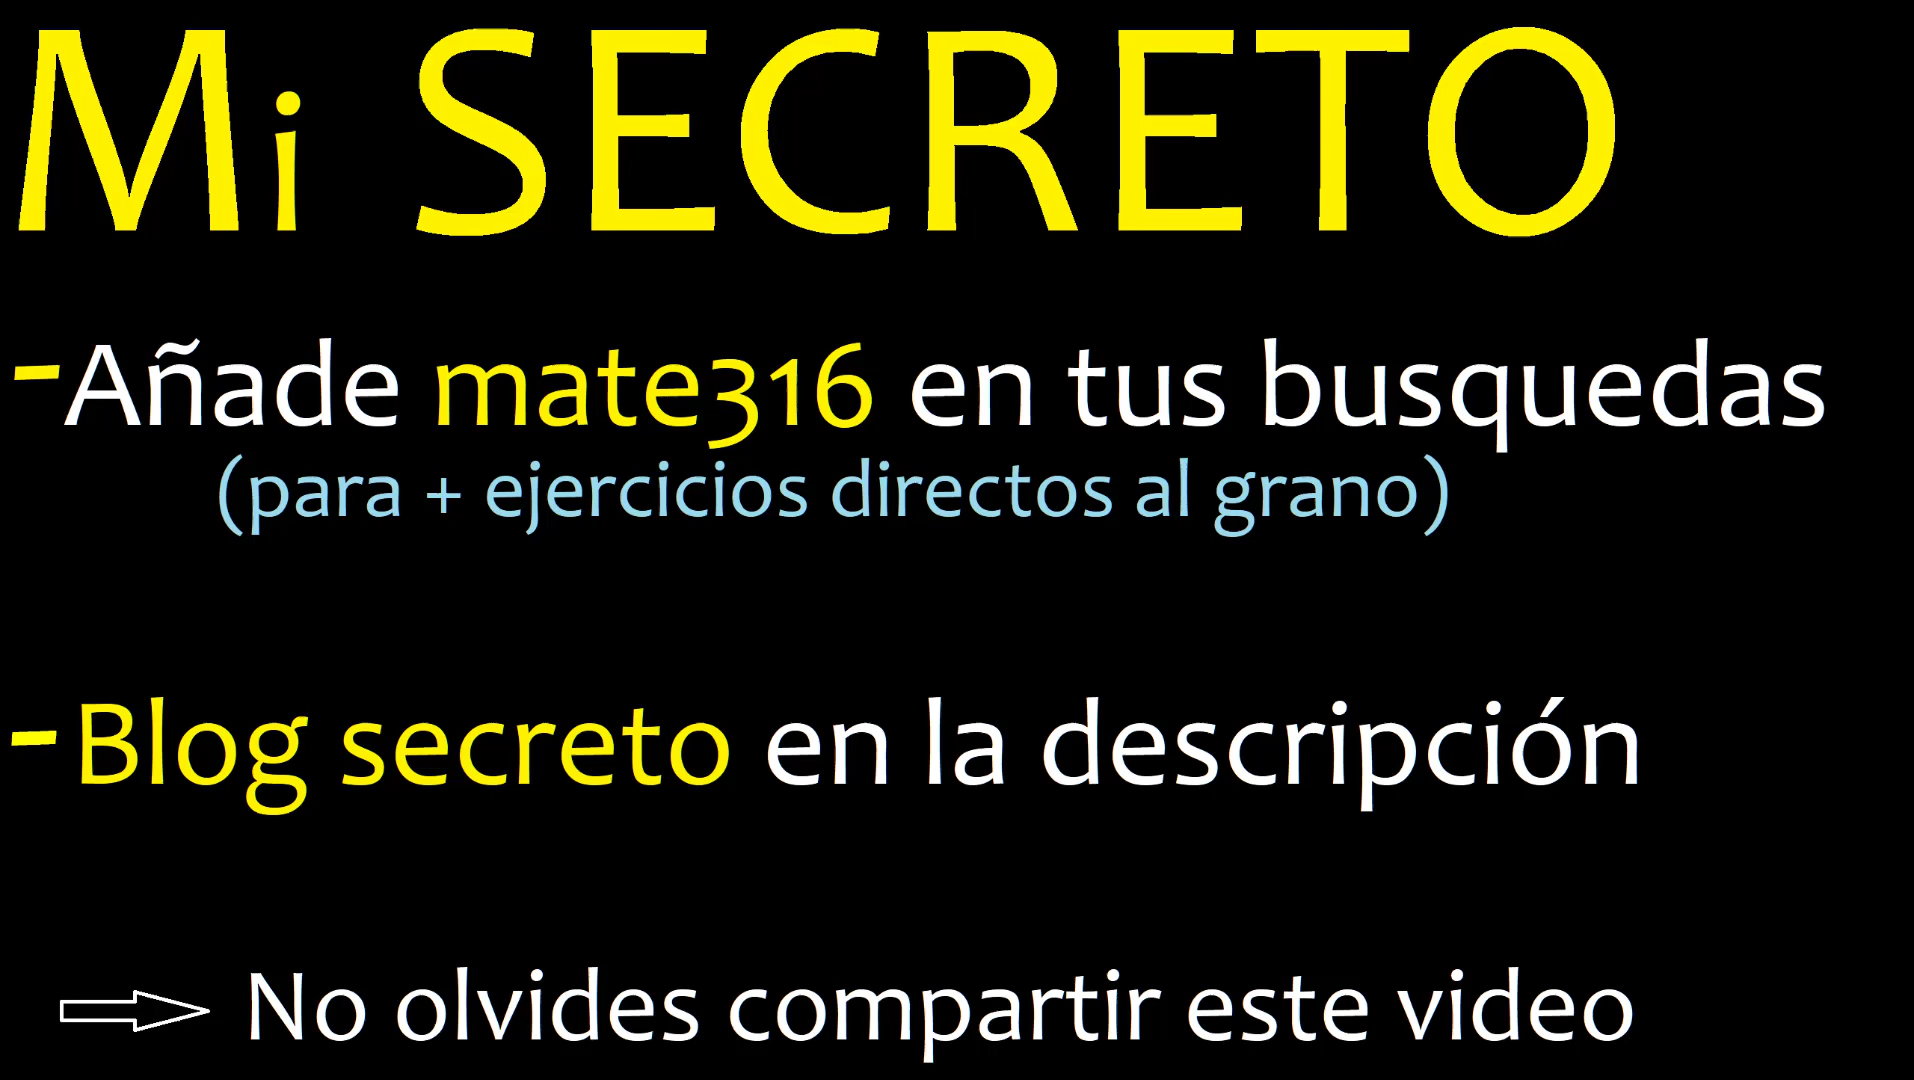 Mi SECRETO
-Añade mate316 en tus busquedas
(para + ejercicios directos al grano)
-Blog secreto en la descripción
No olvides compartir este video